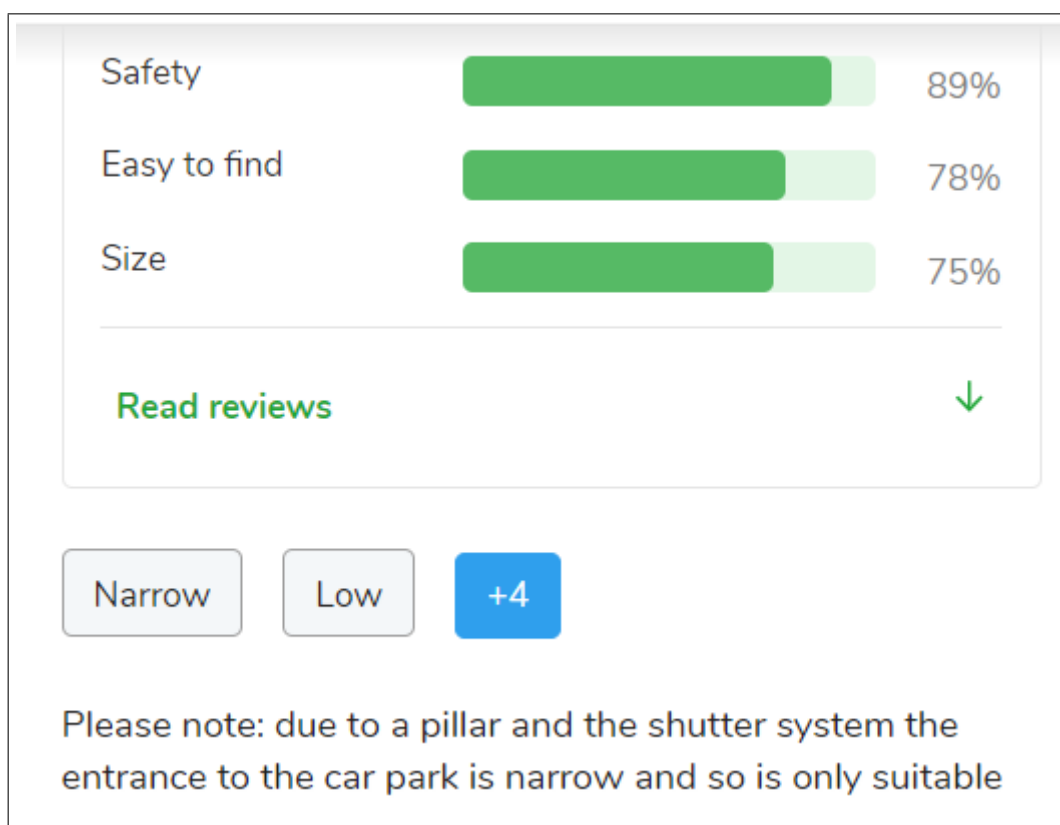 Safety 89%
Easy to find 78%
Size 75%
Read reviews
Narrow Low +4
Please note: due to a pillar and the shutter system the
entrance to the car park is narrow and so is only suitable